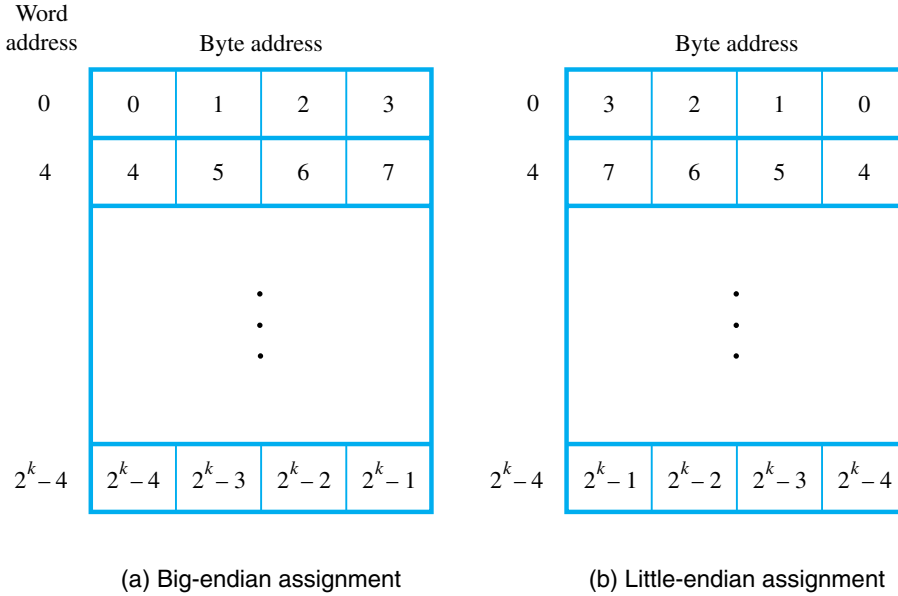 Word
address
Byte address
0 0 1 2 3
4 4 5 6 7
2^k – 4 2^k – 4 2^k – 3 2^k – 2 2^k – 1
(a) Big-endian assignment
Byte address
0 3 2 1 0
4 7 6 5 4
2^k – 4 2^k – 1 2^k – 2 2^k – 3 2^k – 4
(b) Little-endian assignment